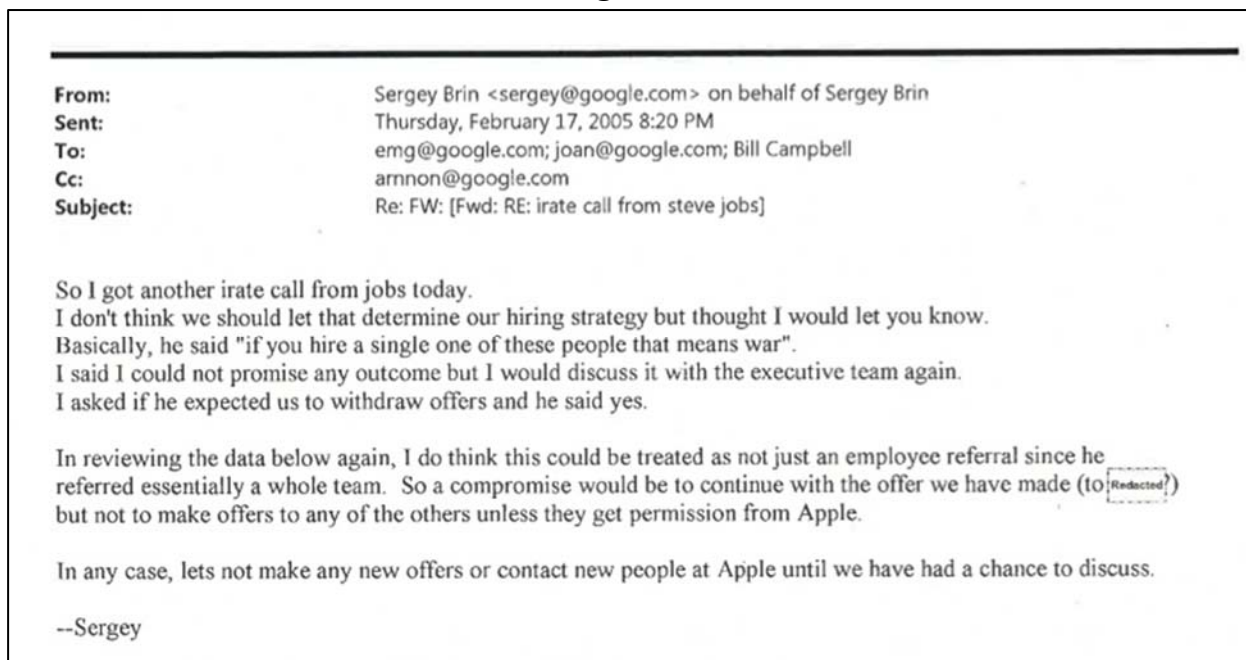 From: Sergey Brin <sergey@google.com> on behalf of Sergey Brin
Sent: Thursday, February 17, 2005 8:20 PM
To: emg@google.com; joan@google.com; Bill Campbell
Cc: arnnon@google.com
Subject: Re: FW: [Fwd: RE: irate call from steve jobs]
So I got another irate call from jobs today.
I don't think we should let that determine our hiring strategy but thought I would let you know.
Basically, he said "if you hire a single one of these people that means war".
I said I could not promise any outcome but I would discuss it with the executive team again.
I asked if he expected us to withdraw offers and he said yes.
In reviewing the data below again, I do think this could be treated as not just an employee referral since he
referred essentially a whole team. So a compromise would be to continue with the offer we have made (to Redacted?)
but not to make offers to any of the others unless they get permission from Apple.
In any case, lets not make any new offers or contact new people at Apple until we have had a chance to discuss.
--Sergey